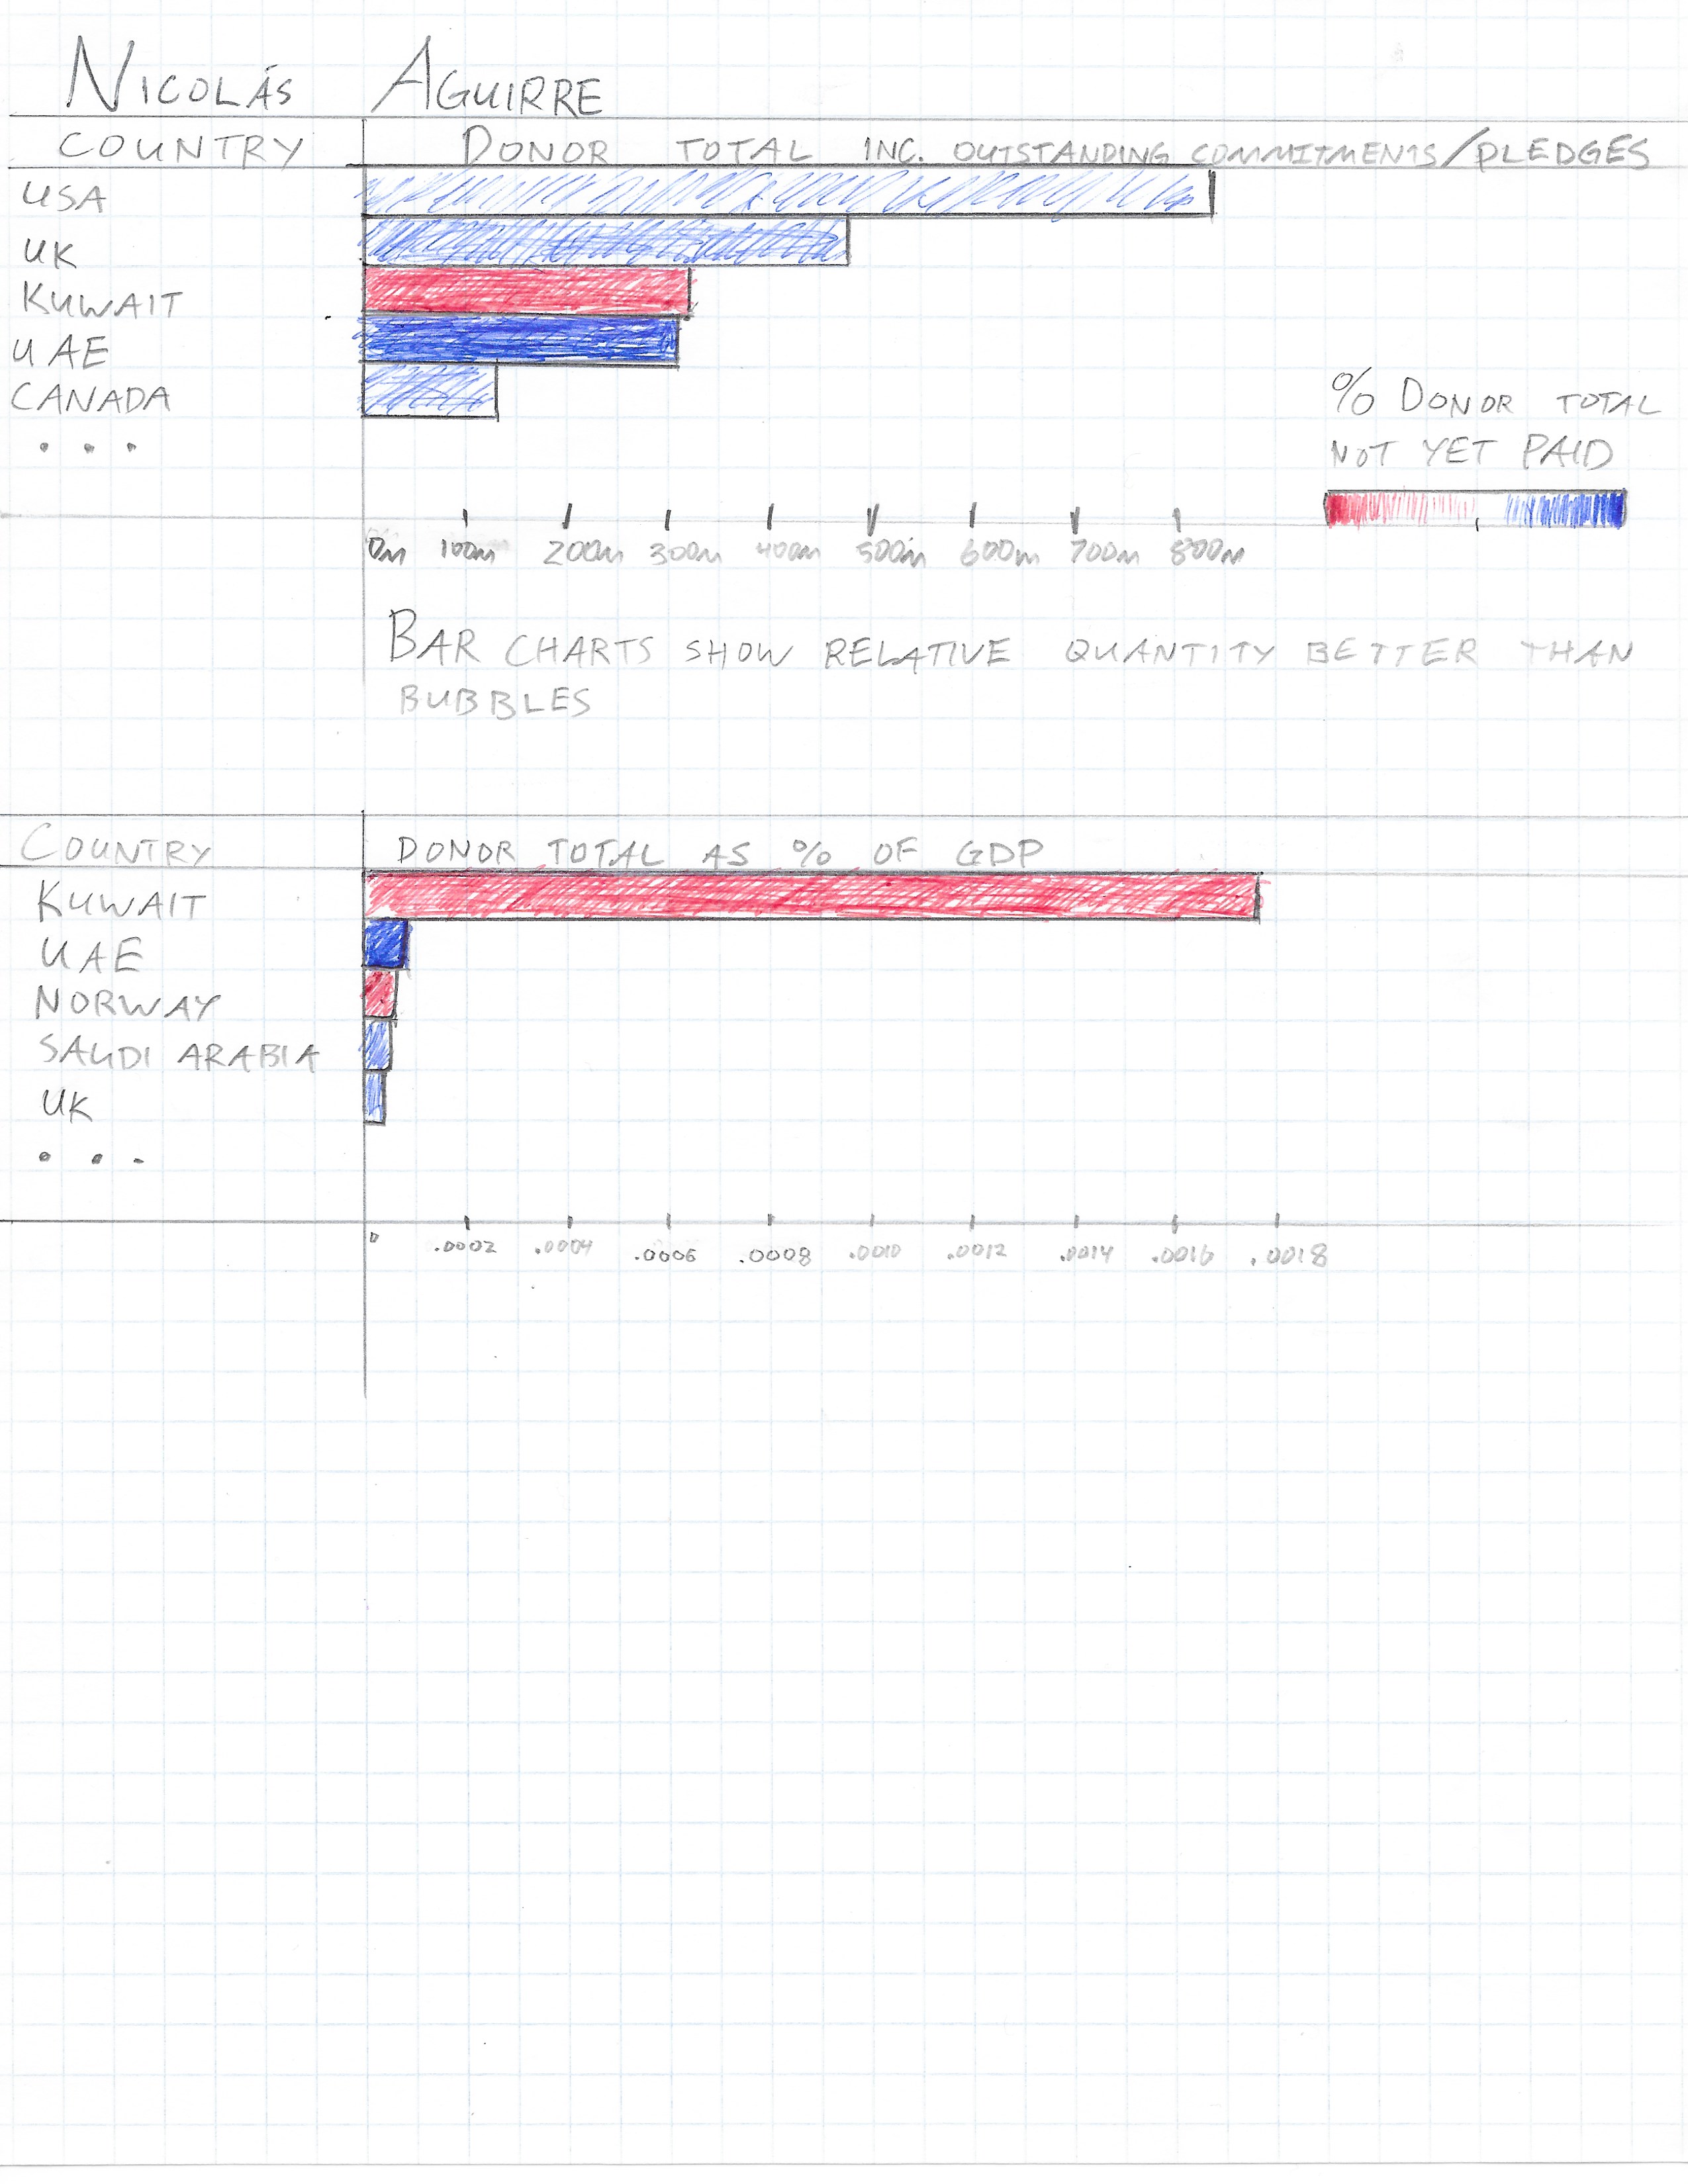 NICOLÁS AGUIRRE
COUNTRY DONOR TOTAL INC. OUTSTANDING COMMITMENTS/PLEDGES
USA
UK
KUWAIT
UAE
CANADA
...
% DONOR TOTAL
NOT YET PAID
0m 100m 200m 300m 400m 500m 600m 700m 800m
BAR CHARTS SHOW RELATIVE QUANTITY BETTER THAN
BUBBLES
COUNTRY DONOR TOTAL AS % OF GDP
KUWAIT
UAE
NORWAY
SAUDI ARABIA
UK
...
0 .0002 .0004 .0006 .0008 .0010 .0012 .0014 .0016 .0018